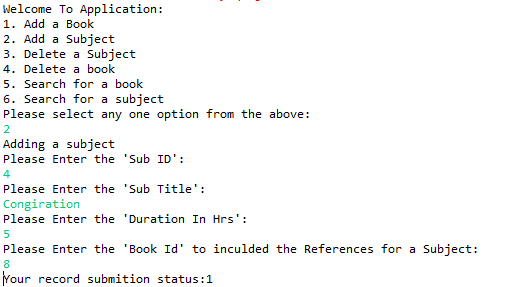 Welcome To Application:
1. Add a Book
2. Add a Subject
3. Delete a Subject
4. Delete a book
5. Search for a book
6. Search for a subject
Please select any one option from the above:
2
Adding a subject
Please Enter the 'Sub ID':
4
Please Enter the 'Sub Title':
Congiration
Please Enter the 'Duration In Hrs':
5
Please Enter the 'Book Id' to inculded the References for a Subject:
8
Your record submition status:1